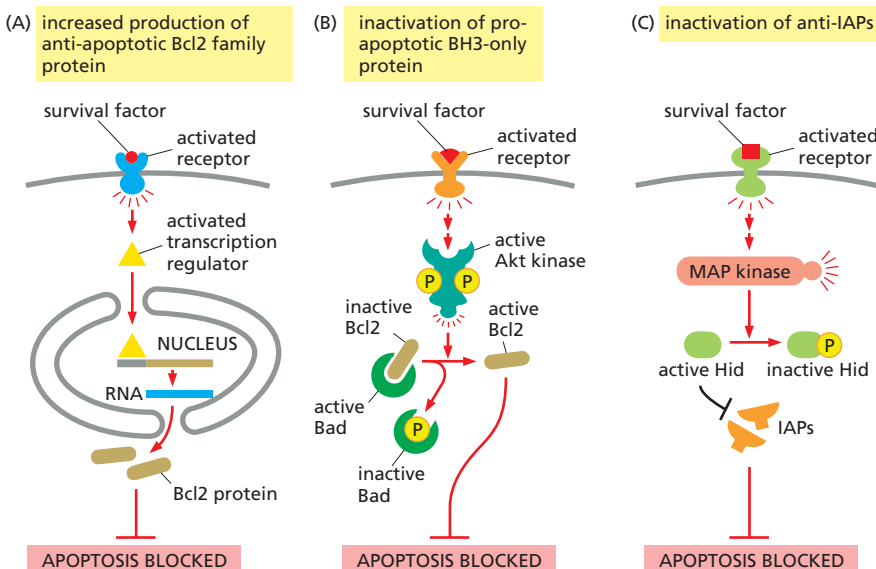 (A) increased production of
anti-apoptotic Bcl2 family
protein
survival factor
activated
receptor
activated
transcription
regulator
NUCLEUS
RNA
Bcl2 protein
APOPTOSIS BLOCKED
(B) inactivation of pro-
apoptotic BH3-only
protein
survival factor
activated
receptor
active
Akt kinase
P P
inactive
Bcl2
active
Bcl2
active
Bad
P
inactive
Bad
APOPTOSIS BLOCKED
(C) inactivation of anti-IAPs
survival factor
activated
receptor
MAP kinase
P
active Hid
inactive Hid
IAPs
APOPTOSIS BLOCKED